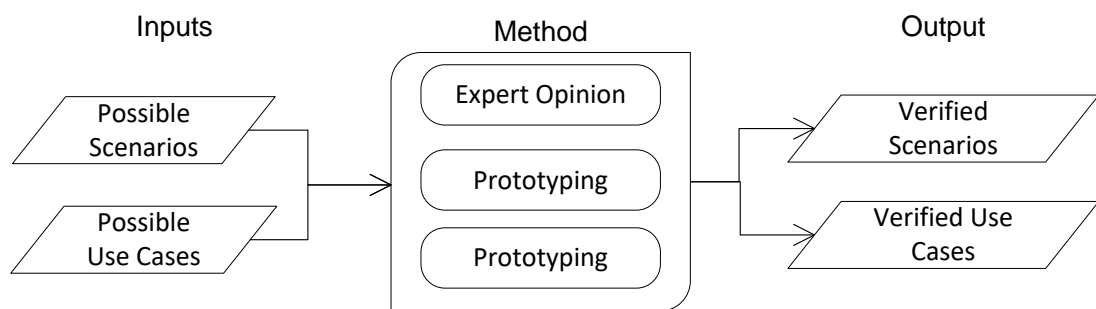 Inputs
Method
Output
Possible
Scenarios
Possible
Use Cases
Expert Opinion
Prototyping
Prototyping
Verified
Scenarios
Verified Use
Cases